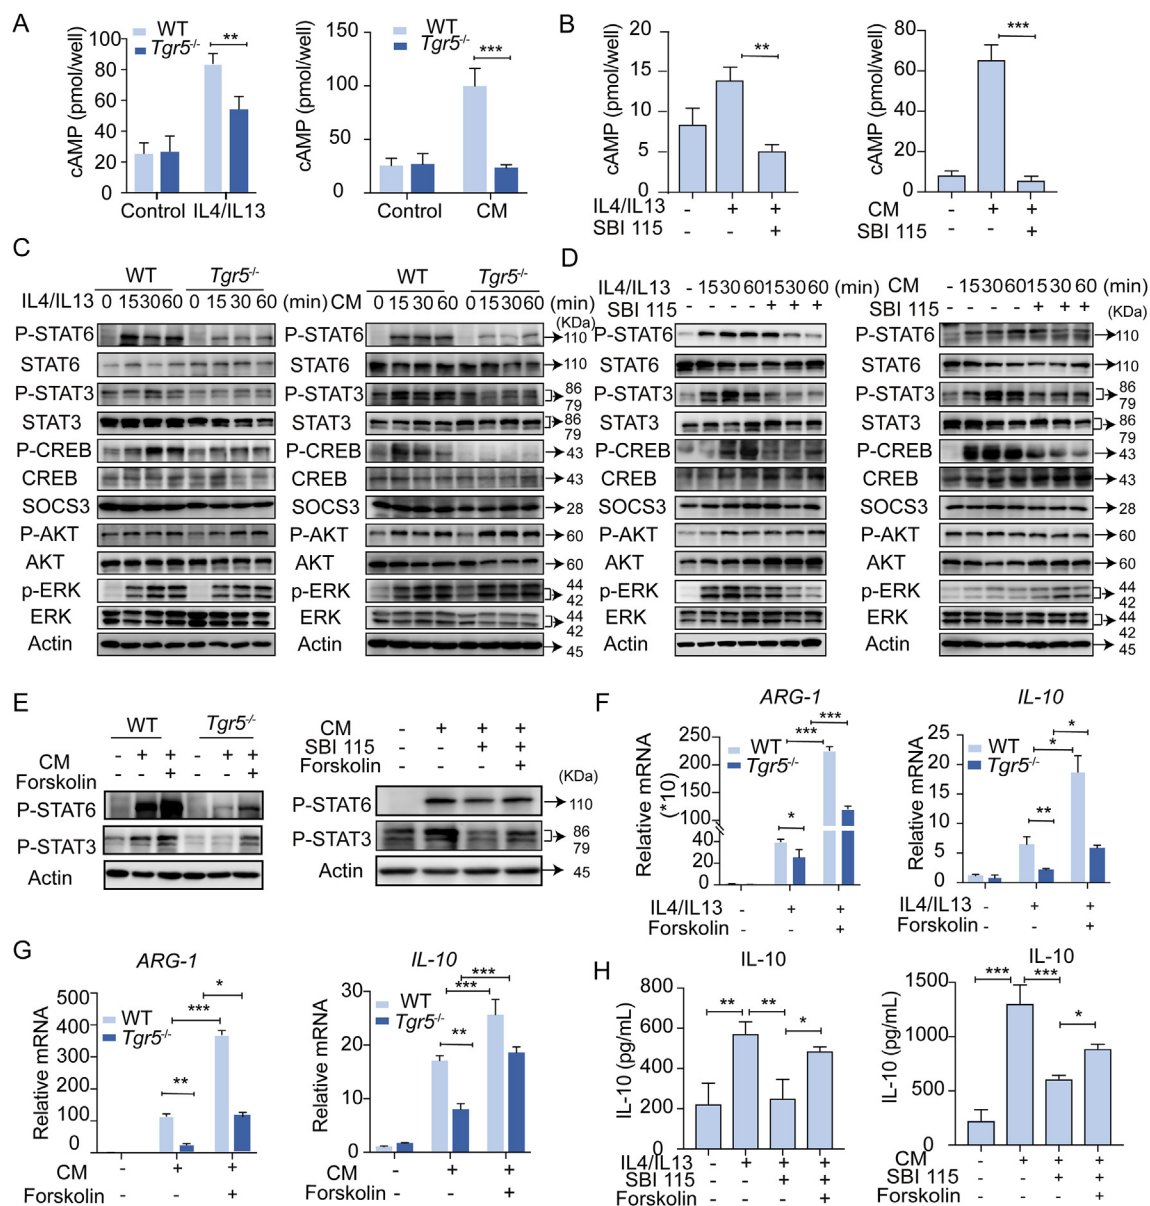 A
WT
Tgr5-/-
**
cAMP (pmol/well)
100
80
60
40
20
0
Control IL4/IL13
WT
Tgr5-/-
***
cAMP (pmol/well)
150
100
50
0
Control CM
B
**
cAMP (pmol/well)
20
15
10
5
0
IL4/IL13 - + +
SBI 115 - - +
***
cAMP (pmol/well)
80
60
40
20
0
CM - + +
SBI 115 - - +
C
WT Tgr5-/-
IL4/IL13 0 15 30 60 0 15 30 60 (min)
P-STAT6
STAT6
P-STAT3
STAT3
P-CREB
CREB
SOCS3
P-AKT
AKT
p-ERK
ERK
Actin
WT Tgr5-/-
CM 0 15 30 60 0 15 30 60 (min)
(KDa)
P-STAT6 110
STAT6 110
P-STAT3 86
79
STAT3 86
79
P-CREB 43
CREB 43
SOCS3 28
P-AKT 60
AKT 60
p-ERK 44
42
ERK 44
42
Actin 45
D
IL4/IL13 - 15 30 60 15 30 60 (min)
SBI 115 + + +
P-STAT6
STAT6
P-STAT3
STAT3
P-CREB
CREB
SOCS3
P-AKT
AKT
p-ERK
ERK
Actin
CM - 15 30 60 15 30 60 (min)
SBI 115 + + + (KDa)
P-STAT6 110
STAT6 110
P-STAT3 86
79
STAT3 86
79
P-CREB 43
CREB 43
SOCS3 28
P-AKT 60
AKT 60
p-ERK 44
42
ERK 44
42
Actin 45
E
WT Tgr5-/-
CM - + + - + +
Forskolin - - + - - +
P-STAT6
P-STAT3
Actin
CM - + + +
SBI 115 - - + +
Forskolin - - - +
(KDa)
P-STAT6 110
P-STAT3 86
79
Actin 45
F
ARG-1
WT
Tgr5-/-
*
***
***
Relative mRNA
(*10)
250
200
150
100
40
20
0
IL4/IL13 - + +
Forskolin - - +
IL-10
WT
Tgr5-/-
**
*
*
Relative mRNA
25
20
15
10
5
0
IL4/IL13 - + +
Forskolin - - +
G
ARG-1
WT
Tgr5-/-
**
***
*
Relative mRNA
500
400
300
200
100
0
CM - + +
Forskolin - - +
IL-10
WT
Tgr5-/-
**
***
***
Relative mRNA
30
20
10
0
CM - + +
Forskolin - - +
H
IL-10
** ** *
IL-10 (pg/mL)
800
600
400
200
0
IL4/IL13 - + + +
SBI 115 - - + +
Forskolin - - - +
IL-10
*** *** *
IL-10 (pg/mL)
1500
1000
500
0
CM - + + +
SBI 115 - - + +
Forskolin - - - +